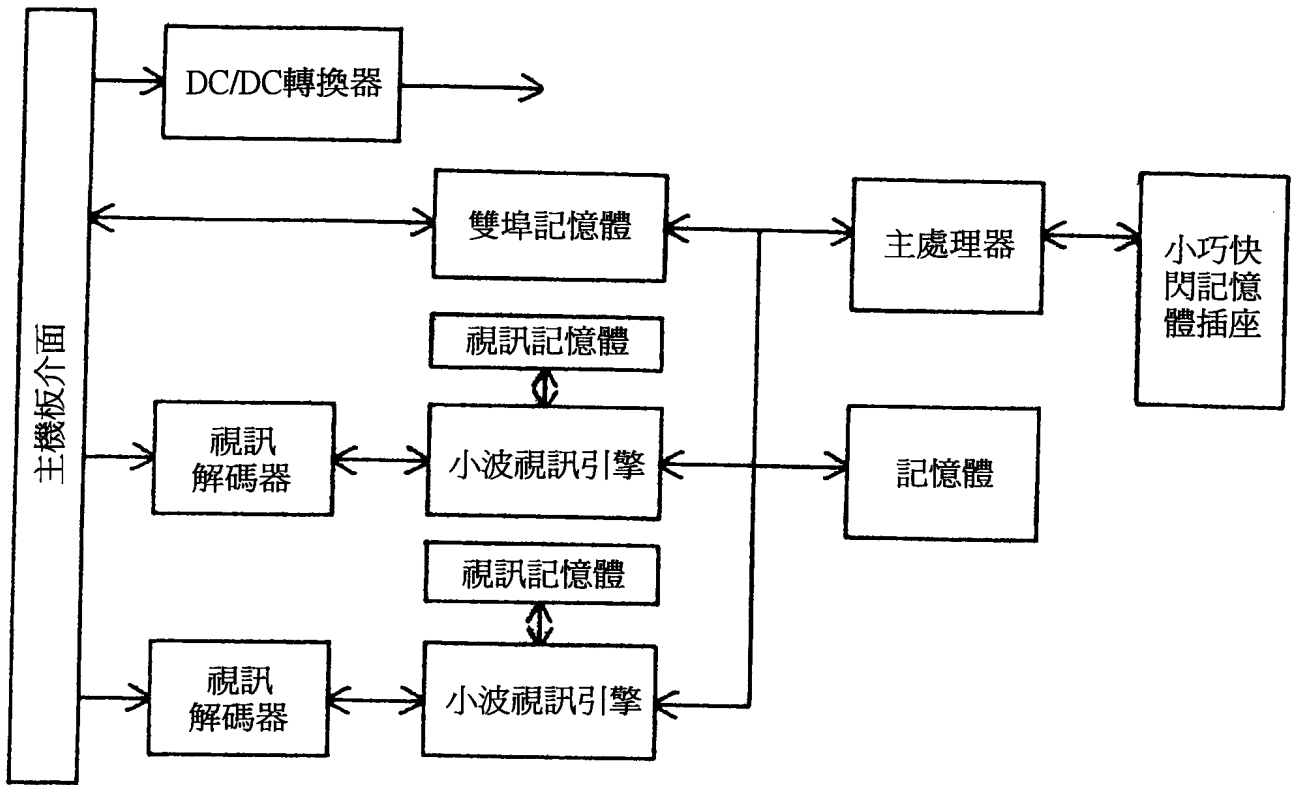 主機板介面
DC/DC轉換器
雙埠記憶體
主處理器
小巧快
閃記憶
體插座
視訊記憶體
視訊
解碼器
小波視訊引擎
記憶體
視訊記憶體
視訊
解碼器
小波視訊引擎